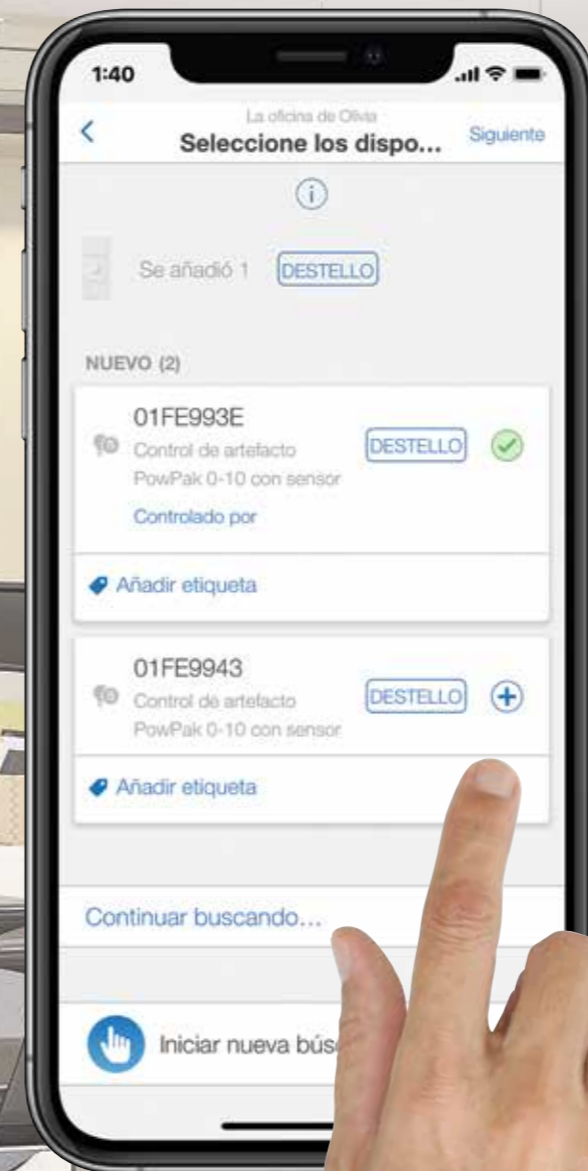 1:40
La oficina de Olivia
Seleccione los dispo...
Siguiente
Se añadió 1
DESTELLO
NUEVO (2)
01FE993E
Control de artefacto
PowPak 0-10 con sensor
DESTELLO
Controlado por
Añadir etiqueta
01FE9943
Control de artefacto
PowPak 0-10 con sensor
DESTELLO
Añadir etiqueta
Continuar buscando...
Iniciar nueva bús